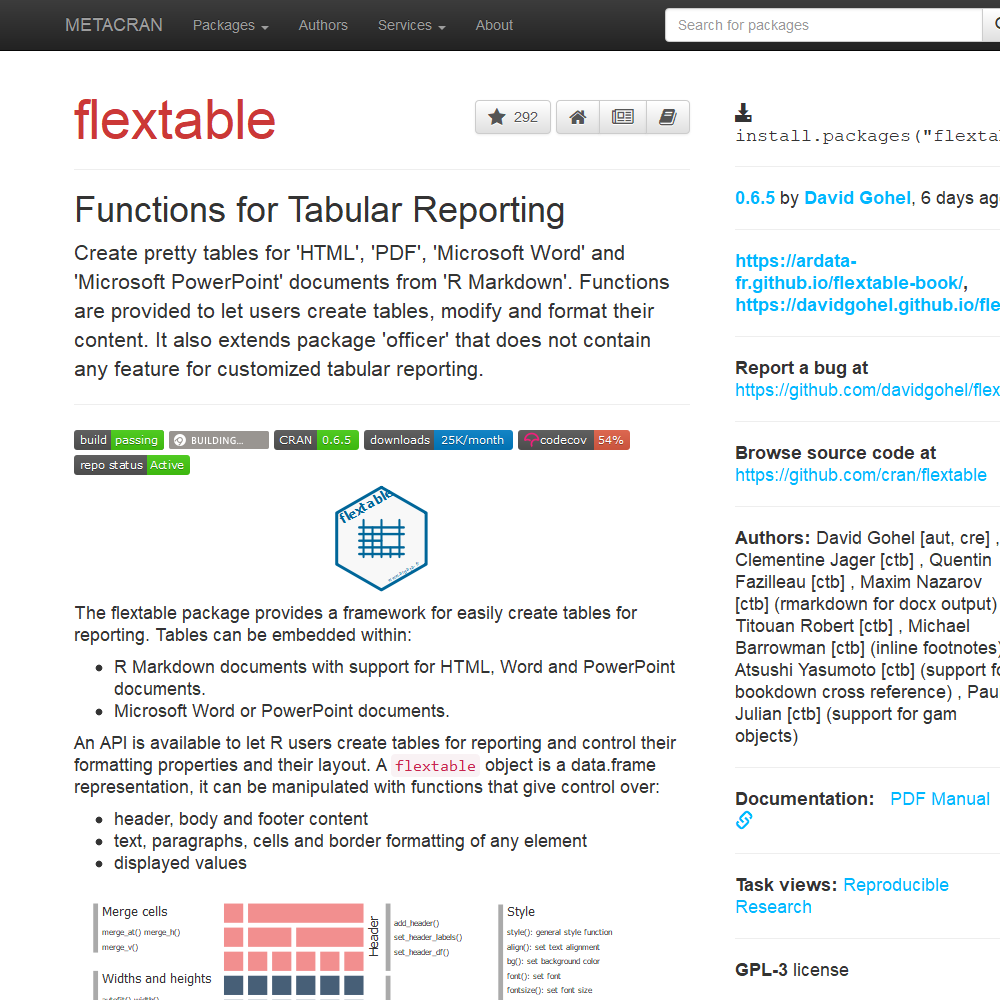 METACRAN Packages Authors Services About Search for packages
flextable
292
Functions for Tabular Reporting
Create pretty tables for 'HTML', 'PDF', 'Microsoft Word' and
'Microsoft PowerPoint' documents from 'R Markdown'. Functions
are provided to let users create tables, modify and format their
content. It also extends package 'officer' that does not contain
any feature for customized tabular reporting.
build passing BUILDING... CRAN 0.6.5 downloads 25K/month codecov 54%
repo status Active
flextable
The flextable package provides a framework for easily create tables for
reporting. Tables can be embedded within:
R Markdown documents with support for HTML, Word and PowerPoint
documents.
Microsoft Word or PowerPoint documents.
An API is available to let R users create tables for reporting and control their
formatting properties and their layout. A flextable object is a data.frame
representation, it can be manipulated with functions that give control over:
header, body and footer content
text, paragraphs, cells and border formatting of any element
displayed values
Merge cells
merge_at() merge_h()
merge_v()
Widths and heights
Header
add_header()
set_header_labels()
set_header_df()
Style
style(): general style function
align(): set text alignment
bg(): set background color
font(): set font
fontsize(): set font size
install.packages("flexta
0.6.5 by David Gohel, 6 days ag
https://ardata-
fr.github.io/flextable-book/,
https://davidgohel.github.io/fle
Report a bug at
https://github.com/davidgohel/flex
Browse source code at
https://github.com/cran/flextable
Authors: David Gohel [aut, cre] ,
Clementine Jager [ctb] , Quentin
Fazilleau [ctb] , Maxim Nazarov
[ctb] (rmarkdown for docx output)
Titouan Robert [ctb] , Michael
Barrowman [ctb] (inline footnotes)
Atsushi Yasumoto [ctb] (support fo
bookdown cross reference) , Pau
Julian [ctb] (support for gam
objects)
Documentation: PDF Manual
Task views: Reproducible
Research
GPL-3 license